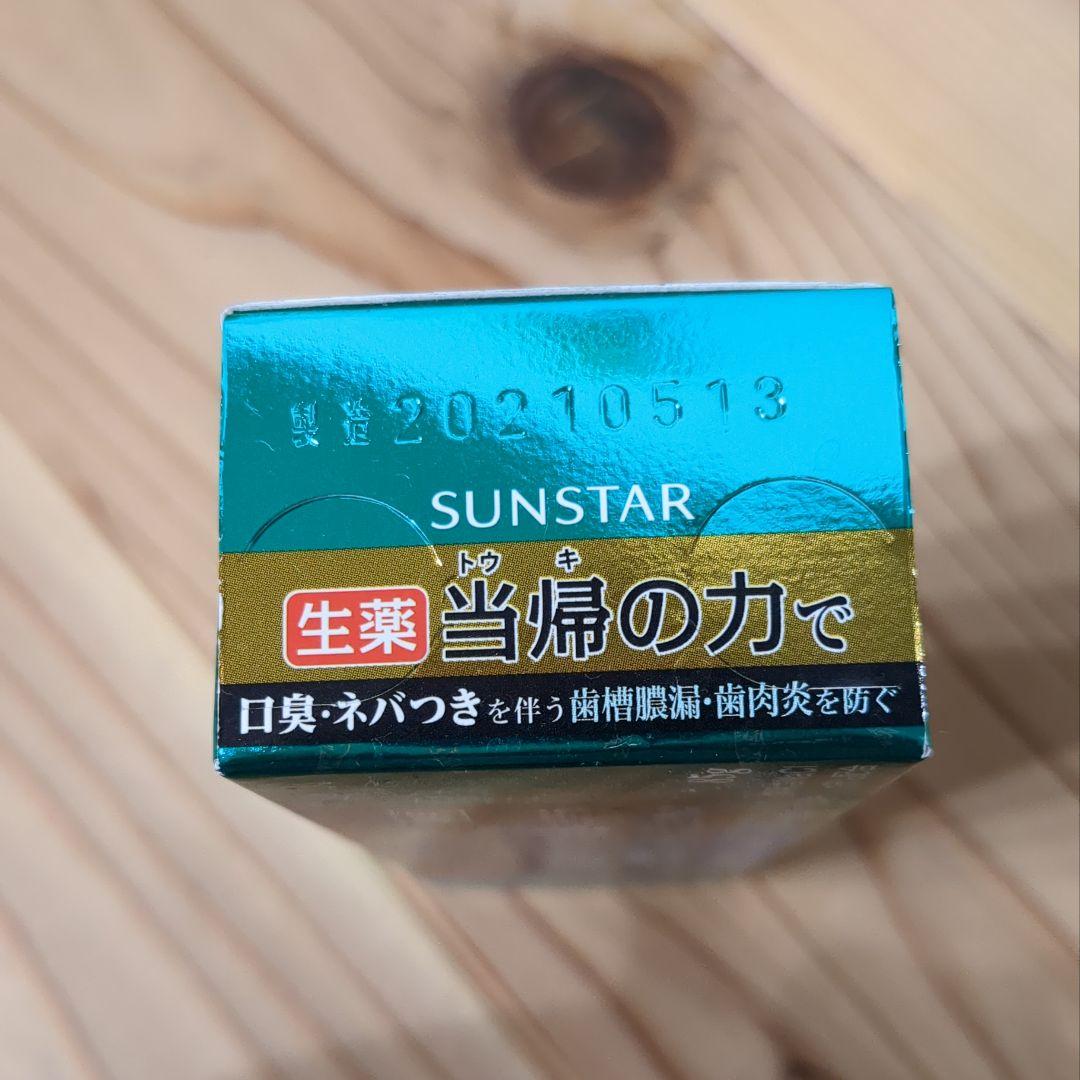 製造20210513
SUNSTAR
トウキ
生薬 当帰の力で
口臭・ネバつきを伴う歯槽膿漏・歯肉炎を防ぐ